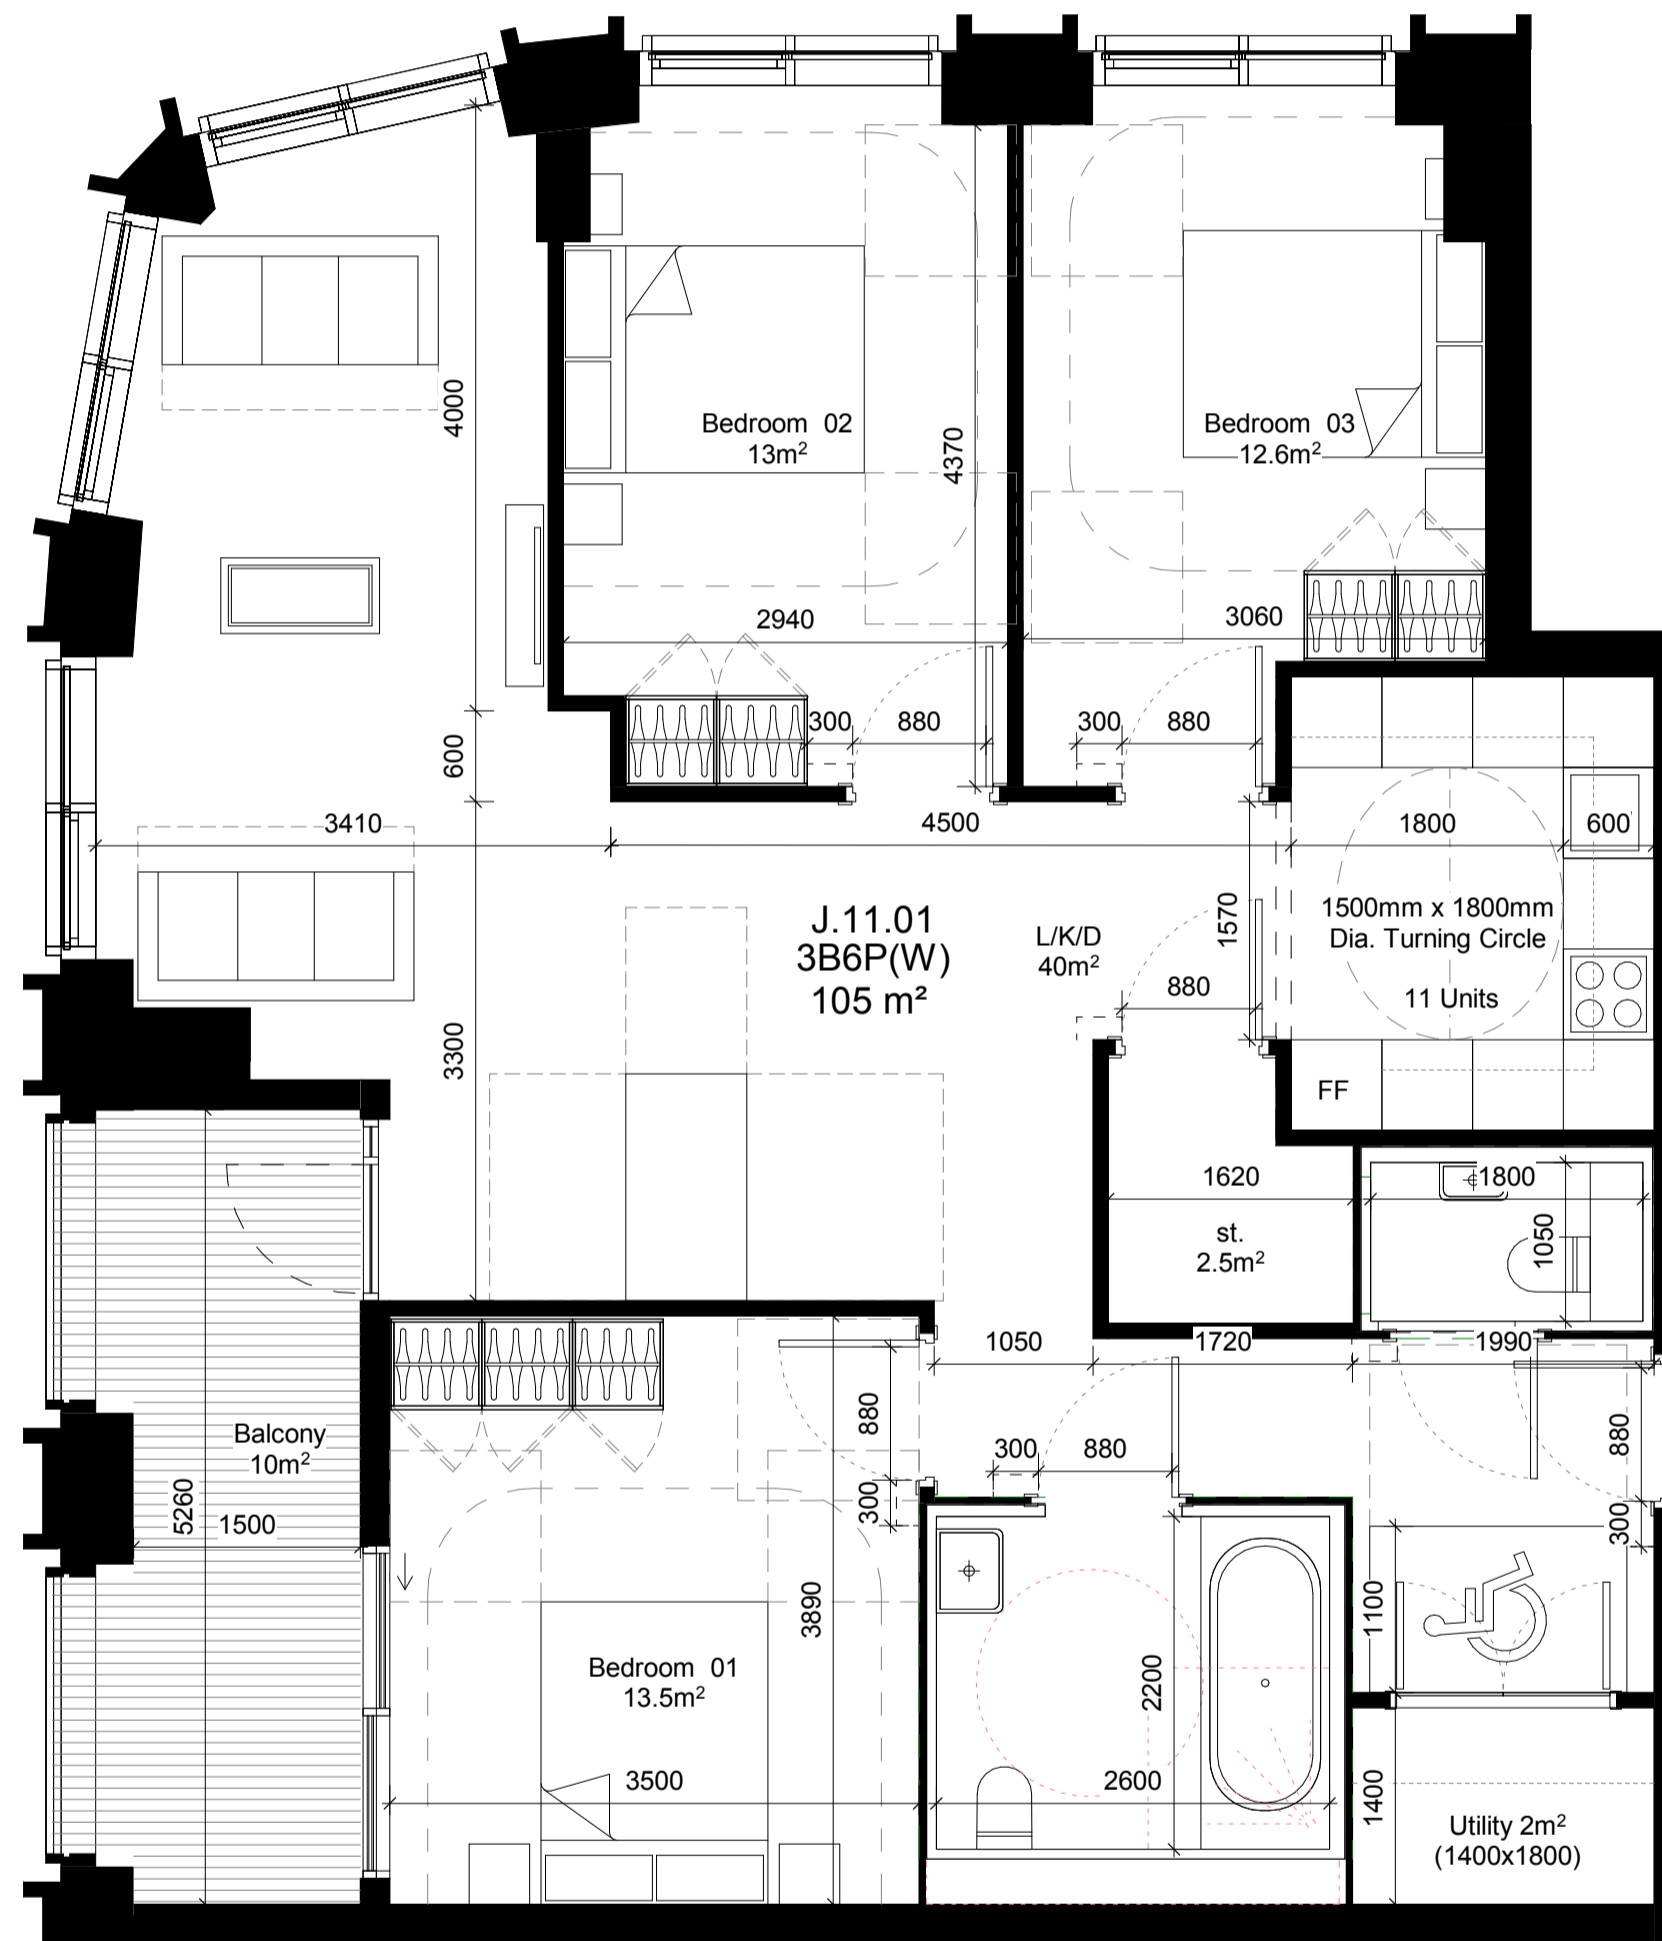 Bedroom 02
13m²
Bedroom 03
12.6m²
4000
4370
2940
3060
300
880
300
880
600
3410
4500
1800
600
J.11.01
3B6P(W)
105 m²
L/K/D
40m²
1570
1500mm x 1800mm
Dia. Turning Circle
11 Units
880
3300
FF
1620
1800
st.
2.5m²
1050
1050
1720
1990
880
300
880
880
300
300
Balcony
10m²
5260
1500
3890
1100
Bedroom 01
13.5m²
2200
3500
2600
1400
Utility 2m²
(1400x1800)